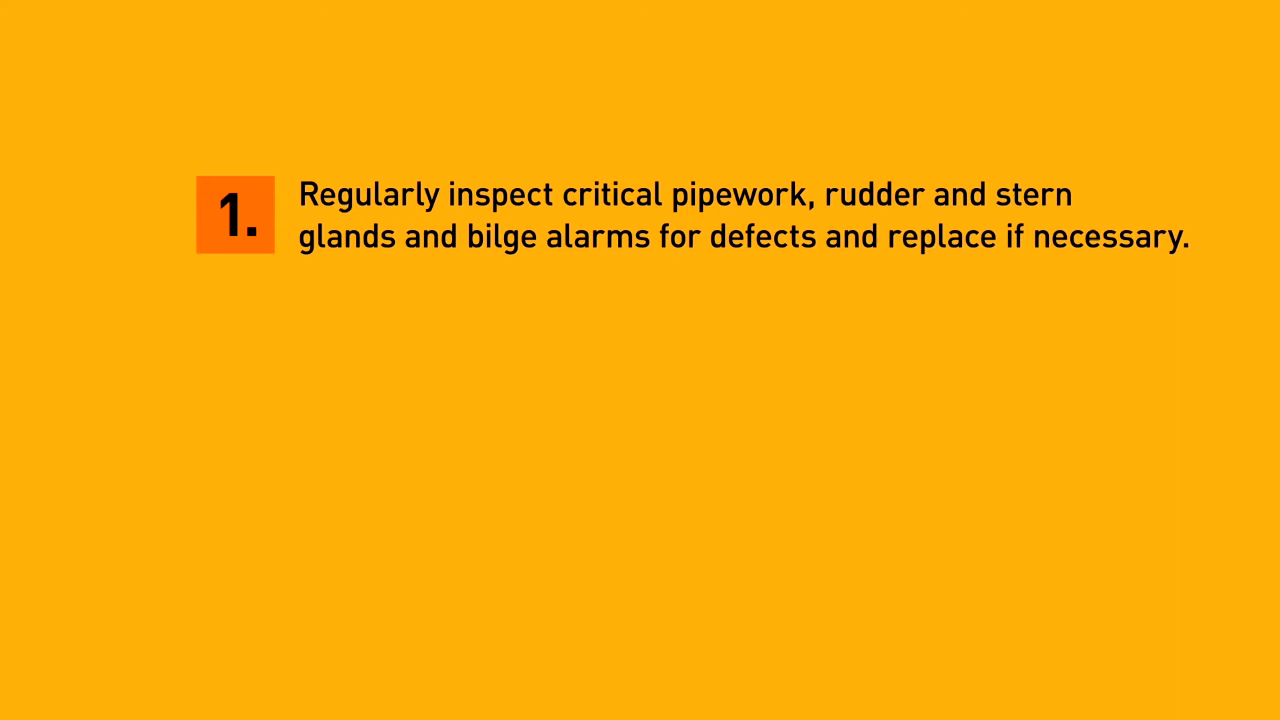 1. Regularly inspect critical pipework, rudder and stern
glands and bilge alarms for defects and replace if necessary.